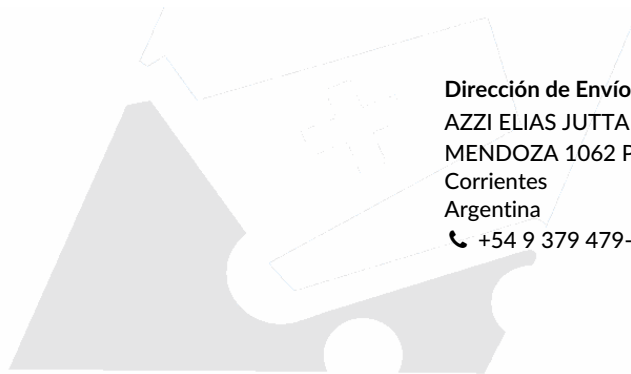 Dirección de Envío
AZZI ELIAS JUTTA
MENDOZA 1062 P
Corrientes
Argentina
+54 9 379 479-